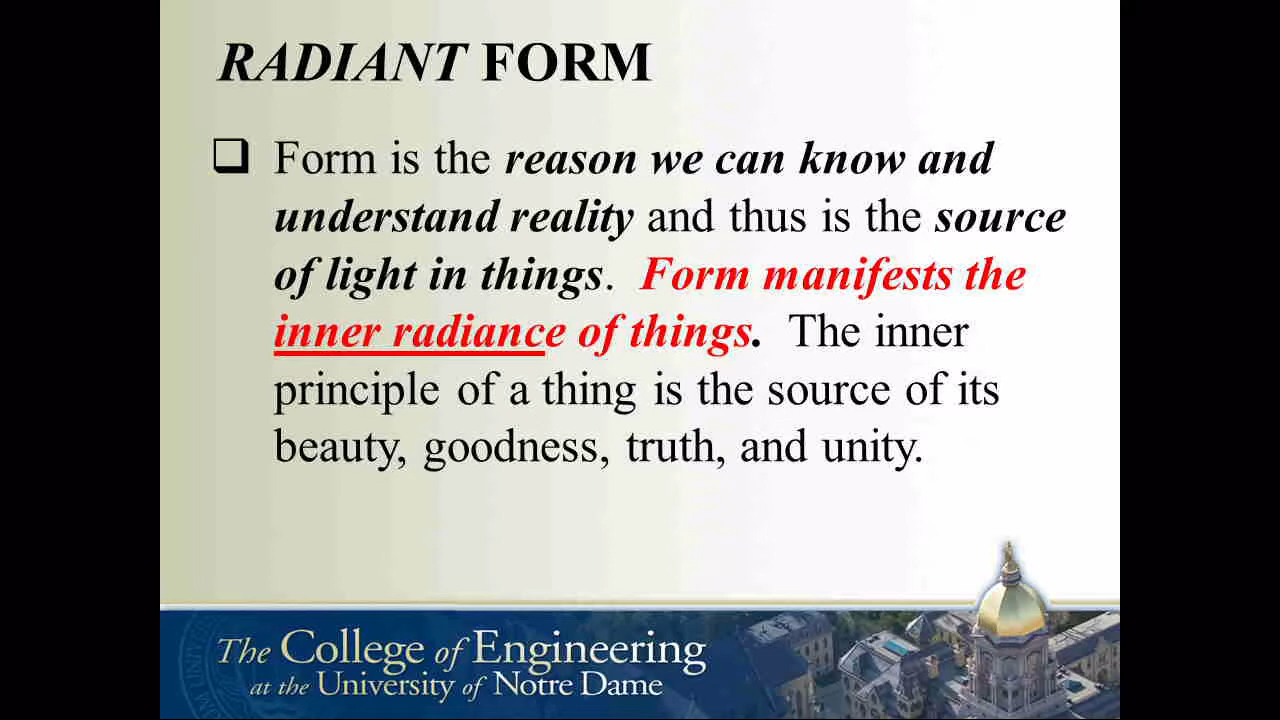 RADIANT FORM
Form is the reason we can know and
understand reality and thus is the source
of light in things. Form manifests the
inner radiance of things. The inner
principle of a thing is the source of its
beauty, goodness, truth, and unity.
The College of Engineering
at the University of Notre Dame